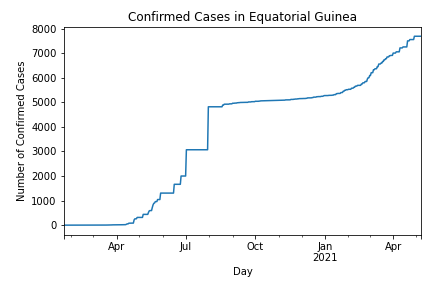 Confirmed Cases in Equatorial Guinea
Number of Confirmed Cases
8000
7000
6000
5000
4000
3000
2000
1000
0
Apr Jul Oct Jan Apr
2021
Day